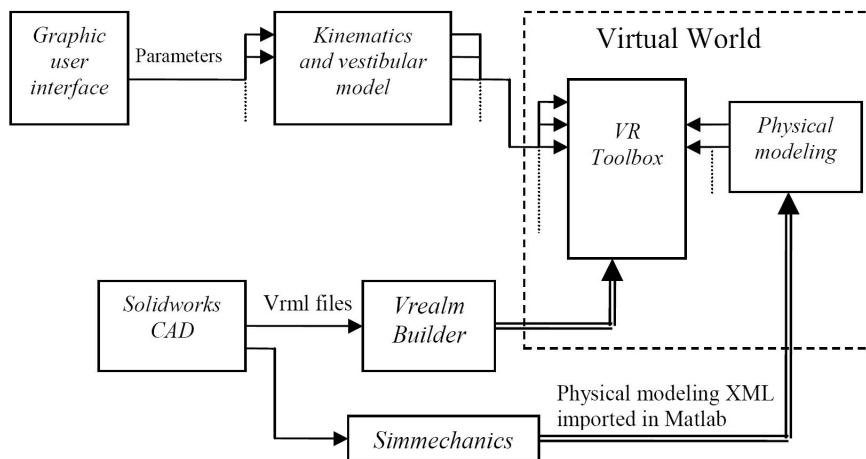 Graphic
user
interface
Parameters
Kinematics
and vestibular
model
Virtual World
VR
Toolbox
Physical
modeling
Solidworks
CAD
Vrml files
Vrealm
Builder
Simmechanics
Physical modeling XML
imported in Matlab